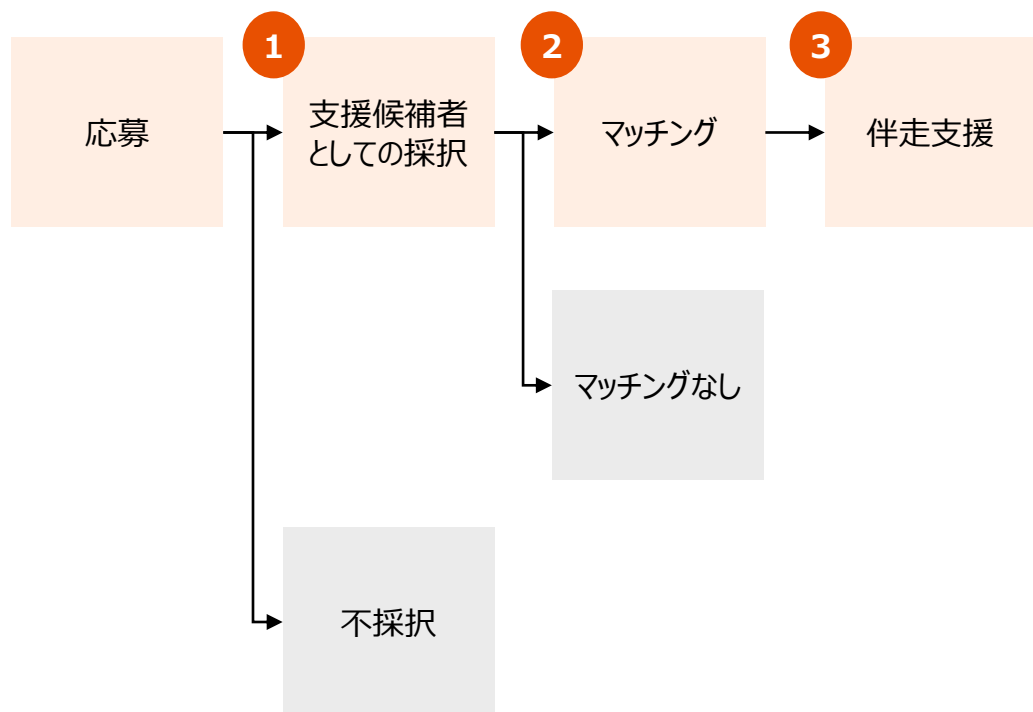 1
2
3
応募
支援候補者
としての採択
マッチング
伴走支援
マッチングなし
不採択